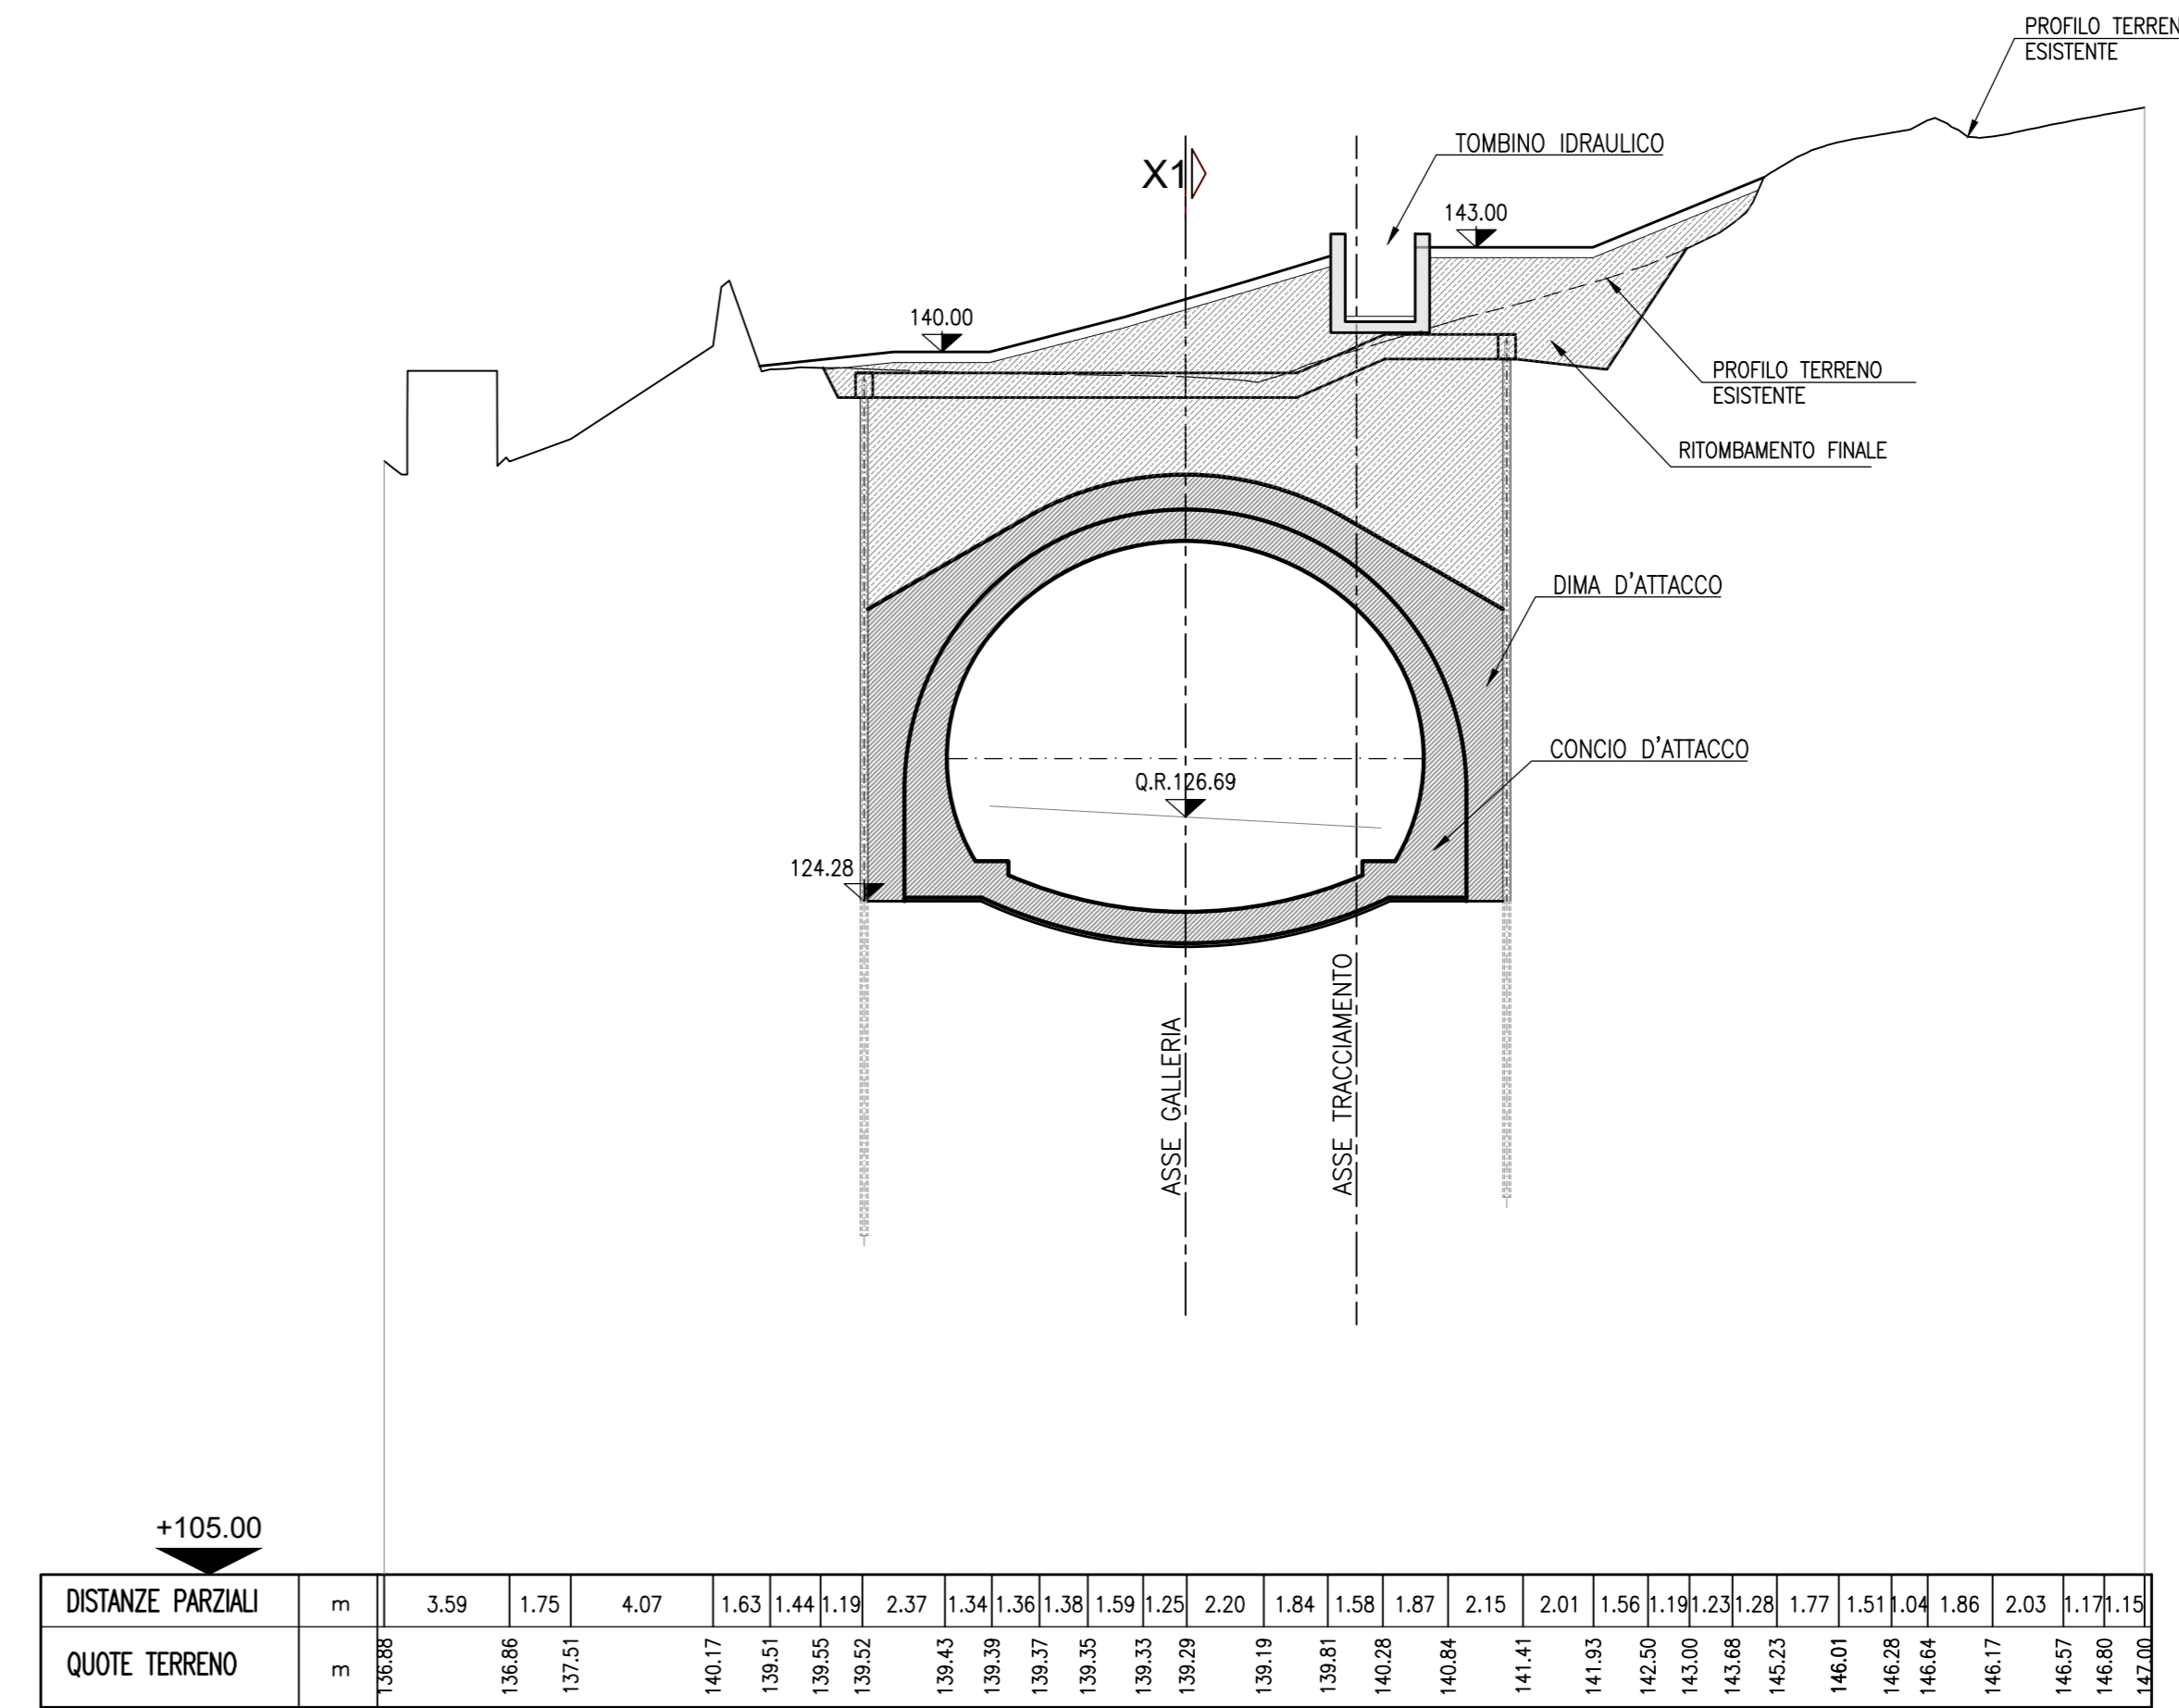 PROFILO TERREN
ESISTENTE
TOMBINO IDRAULICO
X1
143.00
140.00
PROFILO TERRENO
ESISTENTE
RITOMBAMENTO FINALE
DIMA D'ATTACCO
CONCIO D'ATTACCO
Q.R.126.69
124.28
ASSE GALLERIA
ASSE TRACCIAMENTO
+105.00
DISTANZE PARZIALI m 3.59 1.75 4.07 1.63 1.44 1.19 2.37 1.34 1.36 1.38 1.59 1.25 2.20 1.84 1.58 1.87 2.15 2.01 1.56 1.19 1.23 1.28 1.77 1.51 1.04 1.86 2.03 1.17 1.15
QUOTE TERRENO m 136.88 136.86 137.51 140.17 139.51 139.55 139.52 139.43 139.39 139.37 139.35 139.33 139.29 139.19 139.81 140.28 140.84 141.41 141.93 142.50 143.00 143.68 145.23 146.01 146.28 146.64 146.17 146.57 146.80 147.00